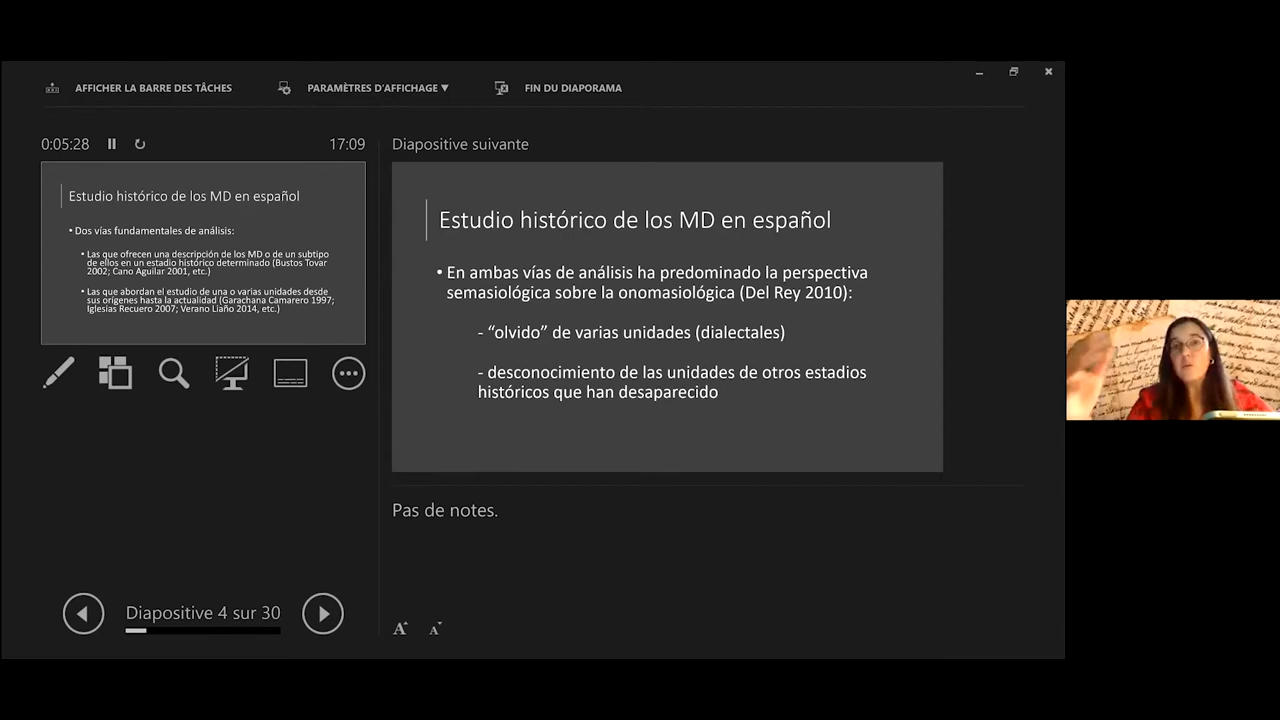 AFFICHER LA BARRE DES TÂCHES
PARAMÈTRES D'AFFICHAGE ▼
FIN DU DIAPORAMA
0:05:28
17:09
Estudio histórico de los MD en español
• Dos vías fundamentales de análisis:
• Las que ofrecen una descripción de los MD o de un subtipo
de ellos en un estadio histórico determinado (Bustos Tovar
2002; Cano Aguilar 2001, etc.)
• Las que abordan el estudio de una o varias unidades desde
sus orígenes hasta la actualidad (Garachana Camarero 1997;
Iglesias Recuero 2007; Verano Liaño 2014, etc.)
Diapositive 4 sur 30
Diapositive suivante
Estudio histórico de los MD en español
• En ambas vías de análisis ha predominado la perspectiva
semasiológica sobre la onomasiológica (Del Rey 2010):
- “olvido” de varias unidades (dialectales)
- desconocimiento de las unidades de otros estadios
históricos que han desaparecido
Pas de notes.
A A